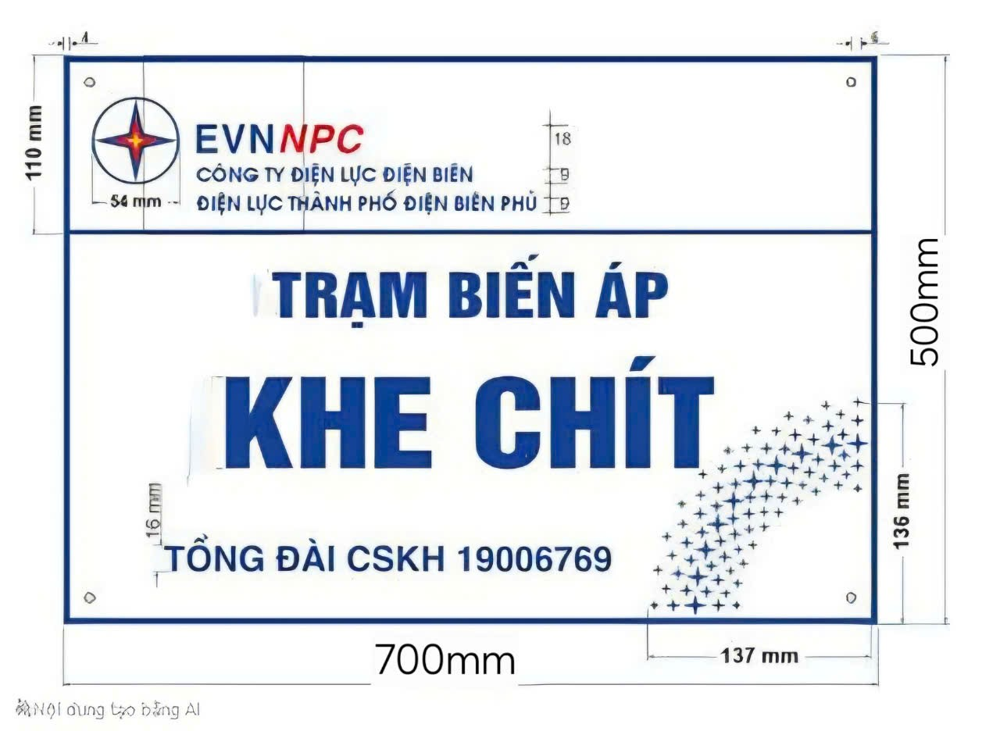 4
6
110 mm
EVNNPC
18
CÔNG TY ĐIỆN LỰC ĐIỆN BIÊN
9
54 mm
ĐIỆN LỰC THÀNH PHỐ ĐIỆN BIÊN PHỦ
9
TRẠM BIẾN ÁP
500mm
KHE CHÍT
16 mm
136 mm
TỔNG ĐÀI CSKH 19006769
137 mm
700mm
Nội dung tạo bằng AI